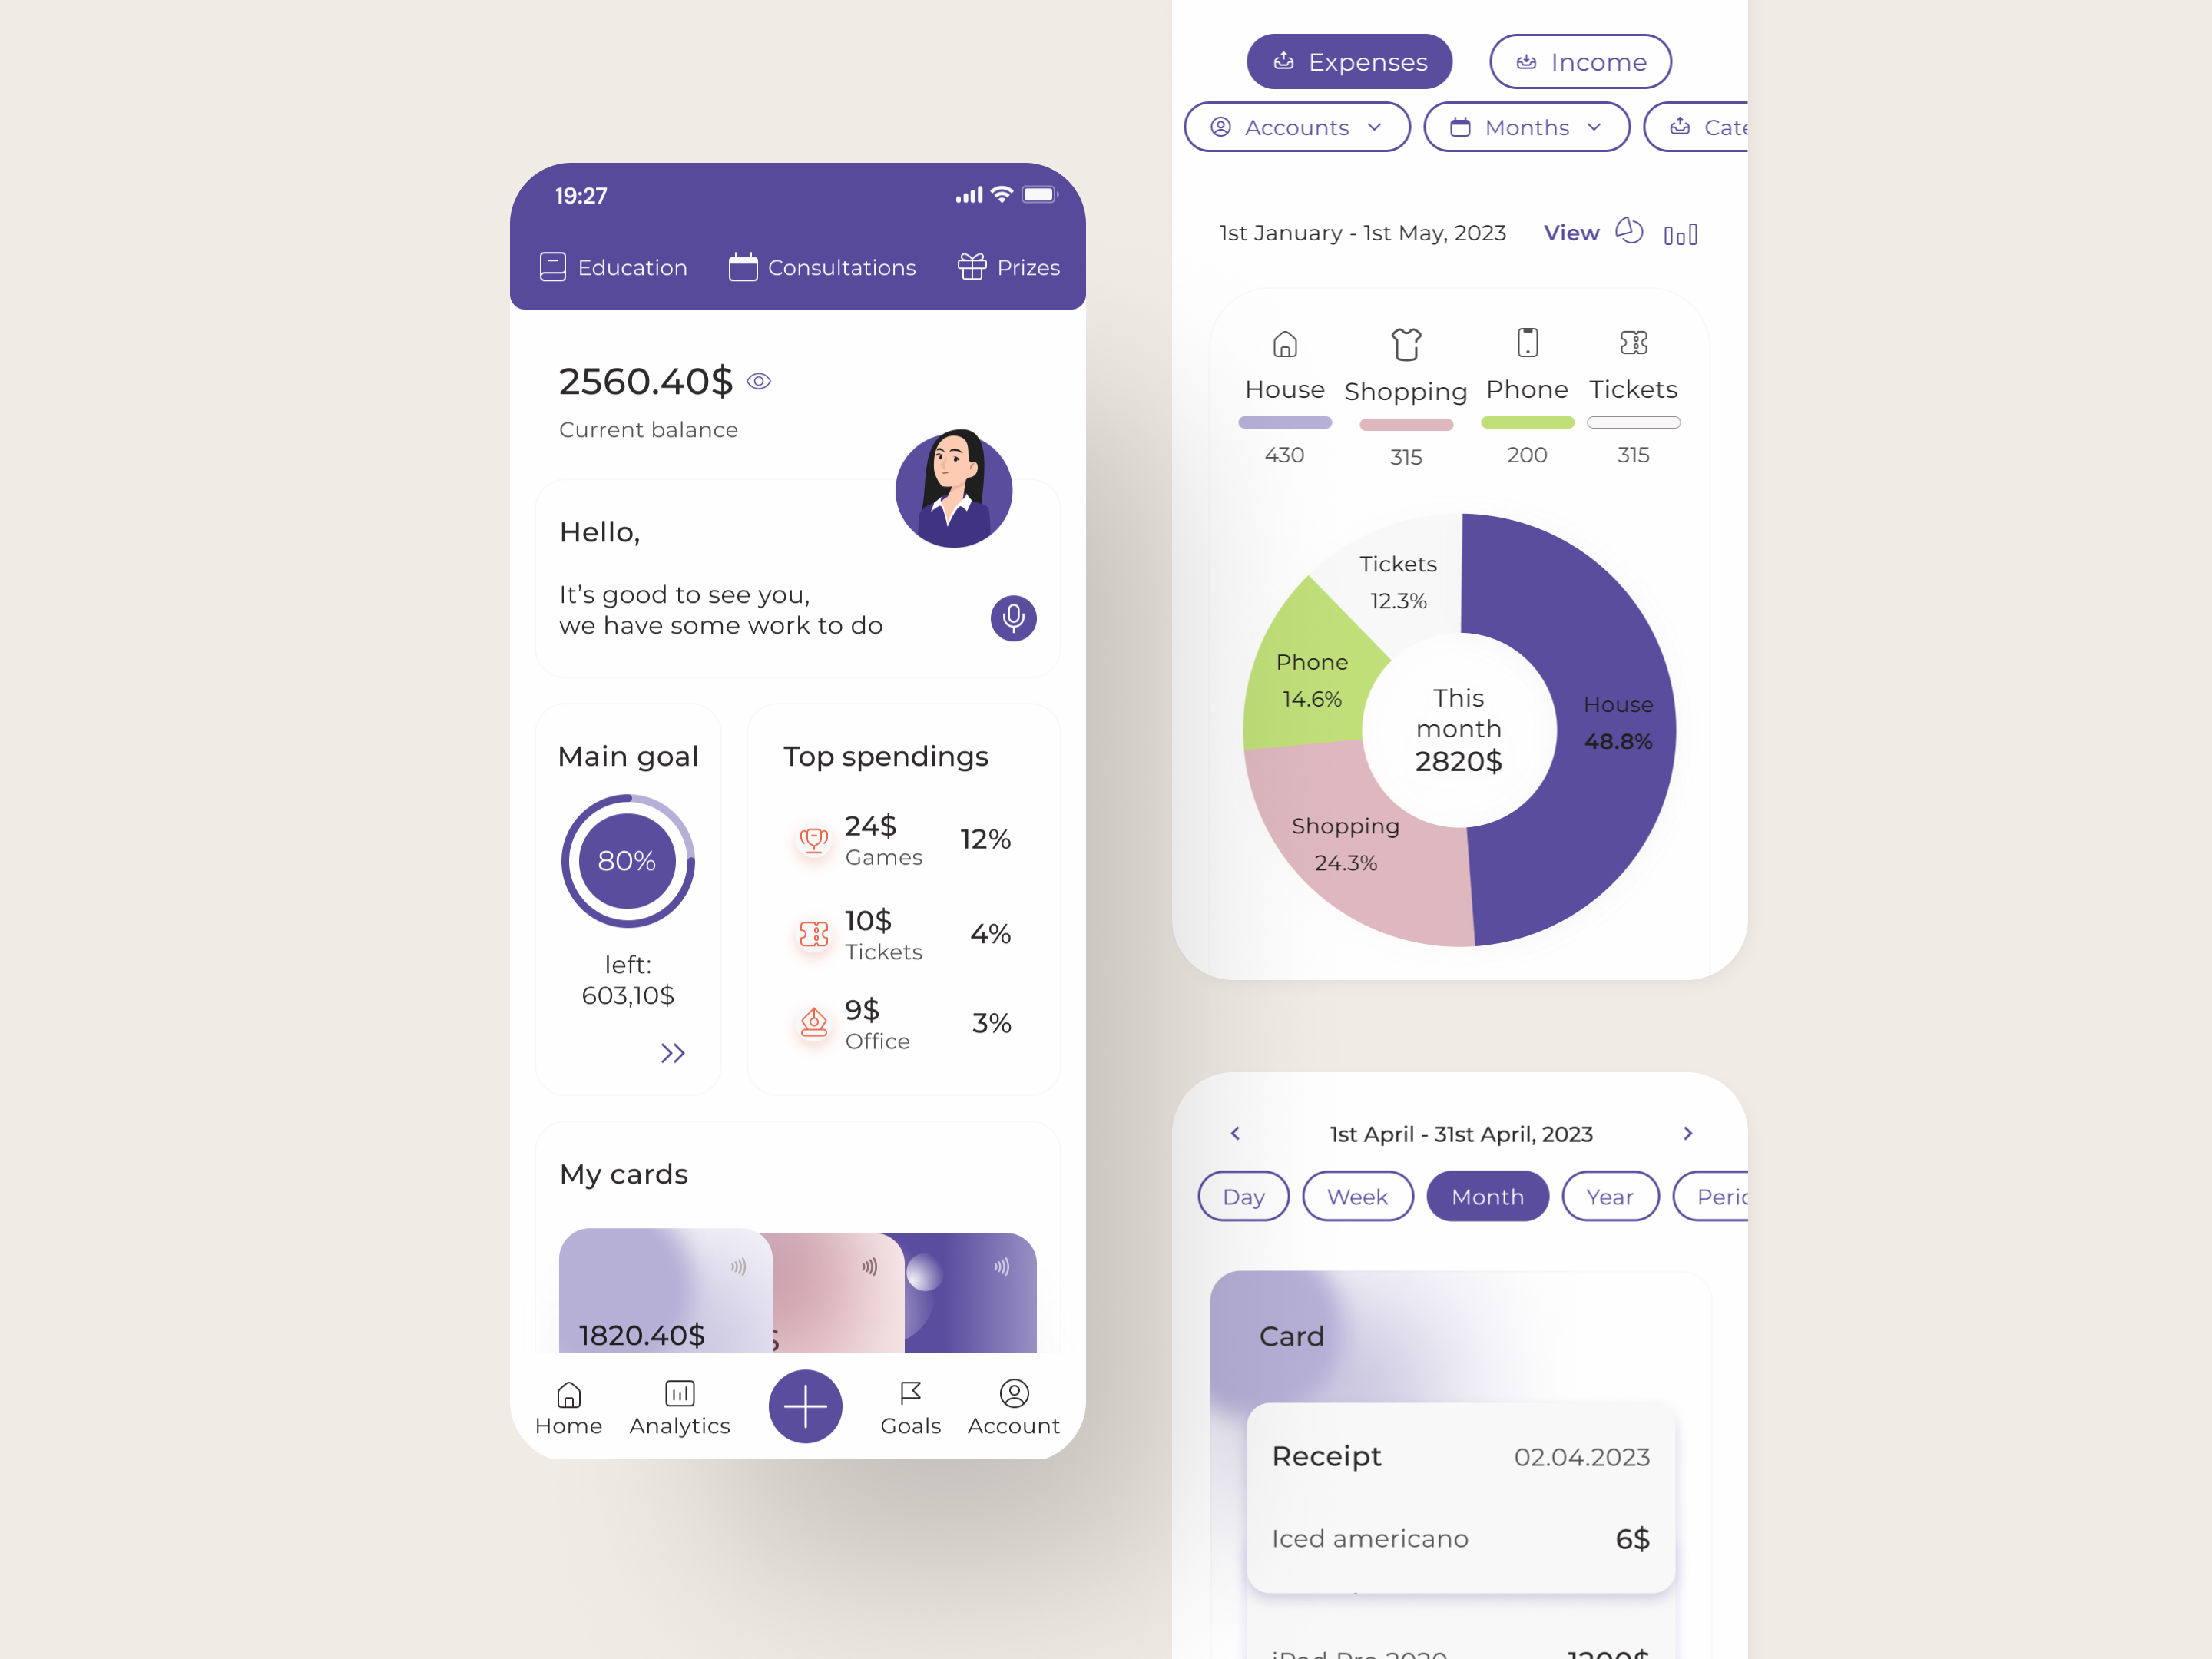 19:27
Education
Consultations
Prizes
2560.40$
Current balance
Hello,
It’s good to see you,
we have some work to do
Main goal
80%
left:
603,10$
Top spendings
24$
Games
12%
10$
Tickets
4%
9$
Office
3%
My cards
1820.40$
$
Home
Analytics
Goals
Account
Expenses
Income
Accounts
Months
1st January - 1st May, 2023
View
House
Shopping
Phone
Tickets
430
315
200
315
Tickets
12.3%
Phone
14.6%
House
48.8%
Shopping
24.3%
This
month
2820$
1st April - 31st April, 2023
Day
Week
Month
Year
Card
Receipt
02.04.2023
Iced americano
6$